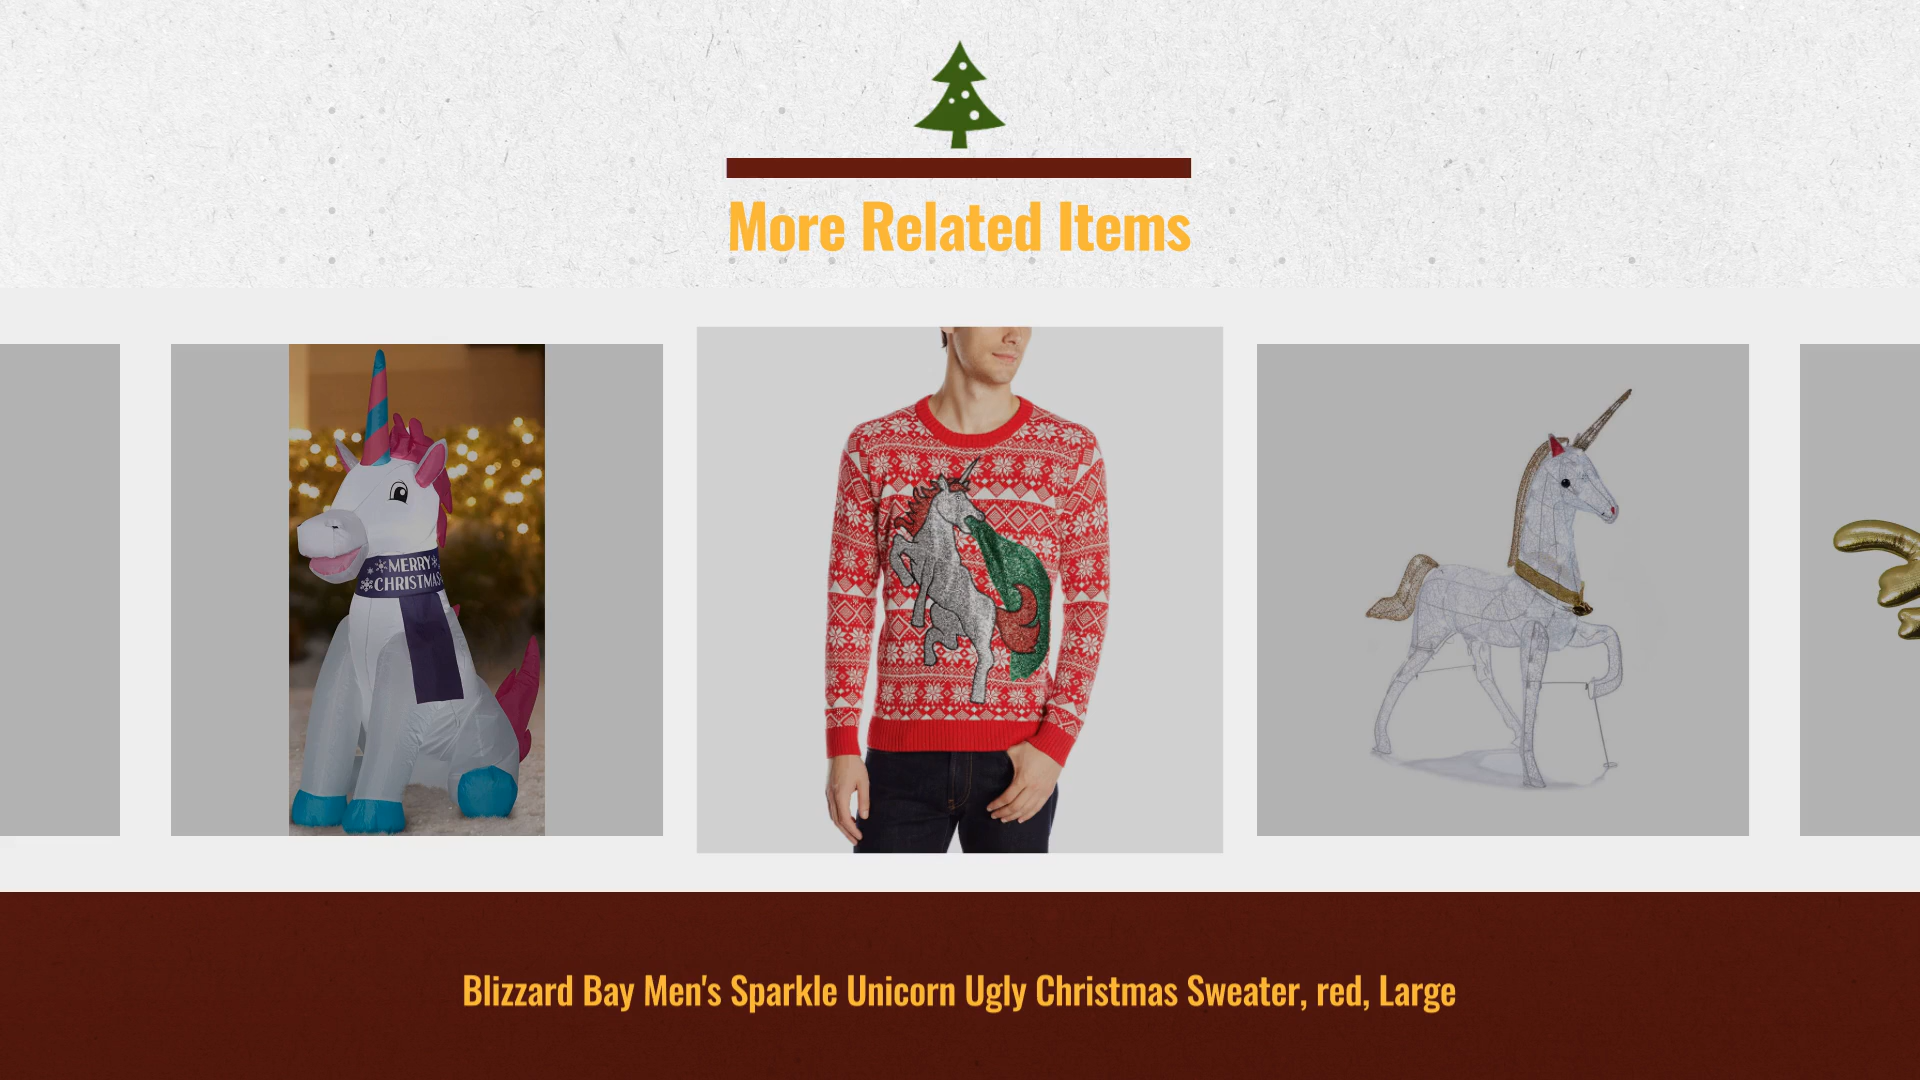 More Related Items
MERRY
CHRISTMAS
Blizzard Bay Men's Sparkle Unicorn Ugly Christmas Sweater, red, Large